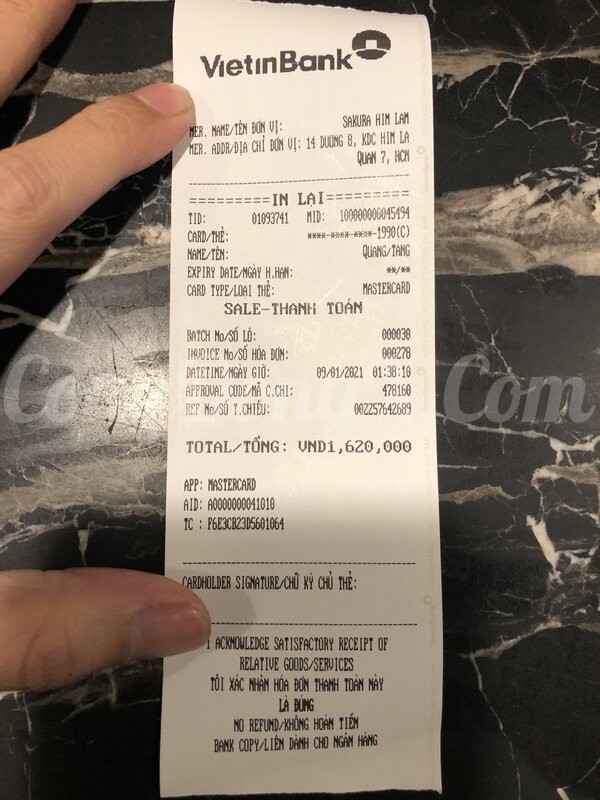 VietinBank
MER. NAME/TÊN ĐƠN VỊ: SAKURA HIM LAM
MER. ADDR/ĐỊA CHỈ ĐƠN VỊ: 14 DUONG 8, KDC HIM LA
QUAN 7, HCM
=========IN LẠI=========
TID: 01093741 MID: 10000000045494
CARD/THẺ: ****-****-****-1990(C)
NAME/TÊN: QUANG/TANG
EXPIRY DATE/NGÀY H.HẠN: **/**
CARD TYPE/LOẠI THẺ: MASTERCARD
SALE-THANH TOÁN
BATCH No/SỐ LÔ: 000030
INVOICE No/SỐ HÓA ĐƠN: 000278
DATETIME/NGÀY GIỜ: 09/01/2021 01:38:10
APPROVAL CODE/MÃ C.CHI: 478160
REF No/SỐ T.CHIẾU: 002257642689
TOTAL/TỔNG: VND1,620,000
APP: MASTERCARD
AID: A0000000041010
TC : F6E3CB23D5601064
CARDHOLDER SIGNATURE/CHỮ KÝ CHỦ THẺ:
I ACKNOWLEDGE SATISFACTORY RECEIPT OF
RELATIVE GOODS/SERVICES
TÔI XÁC NHẬN HÓA ĐƠN THANH TOÁN NÀY
LÀ ĐÚNG
NO REFUND/KHÔNG HOÀN TIỀN
BANK COPY/LIÊN DÀNH CHO NGÂN HÀNG